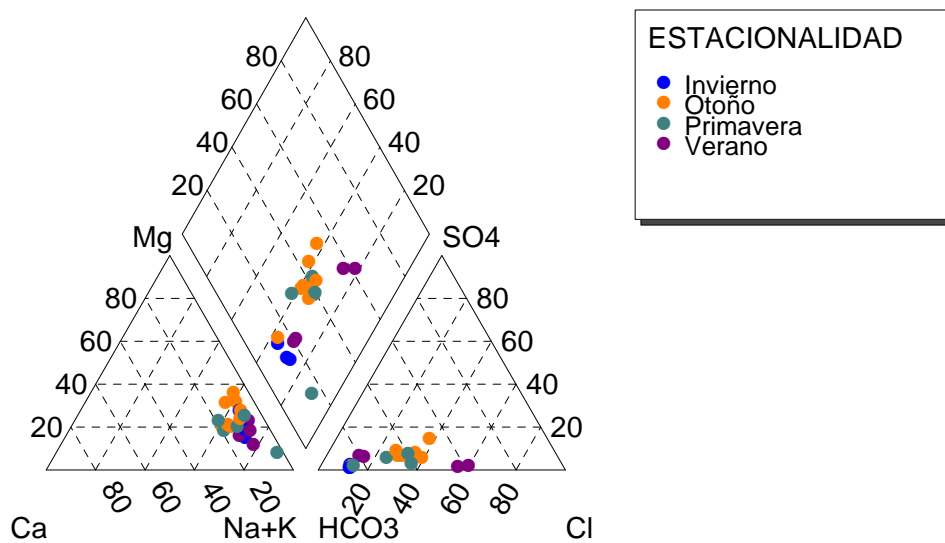 ESTACIONALIDAD
Invierno
Otoño
Primavera
Verano
80 80
60 60
40 40
20 20
Mg SO4
80 80
60 60
40 40
20 20
80 60 40 20 20 40 60 80
Ca Na+K HCO3 Cl